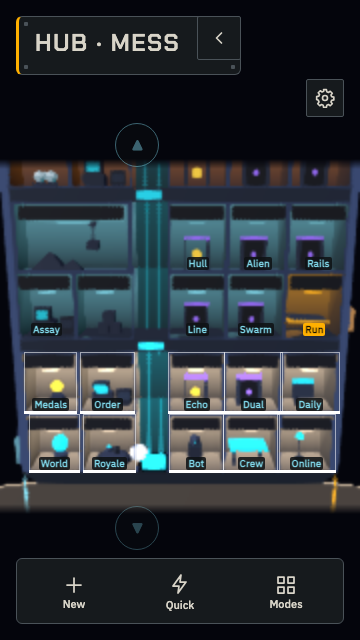 HUB · MESS
Hull Alien Rails
Assay Line Swarm Run
Medals Order Echo Dual Daily
World Royale Bot Crew Online
New Quick Modes